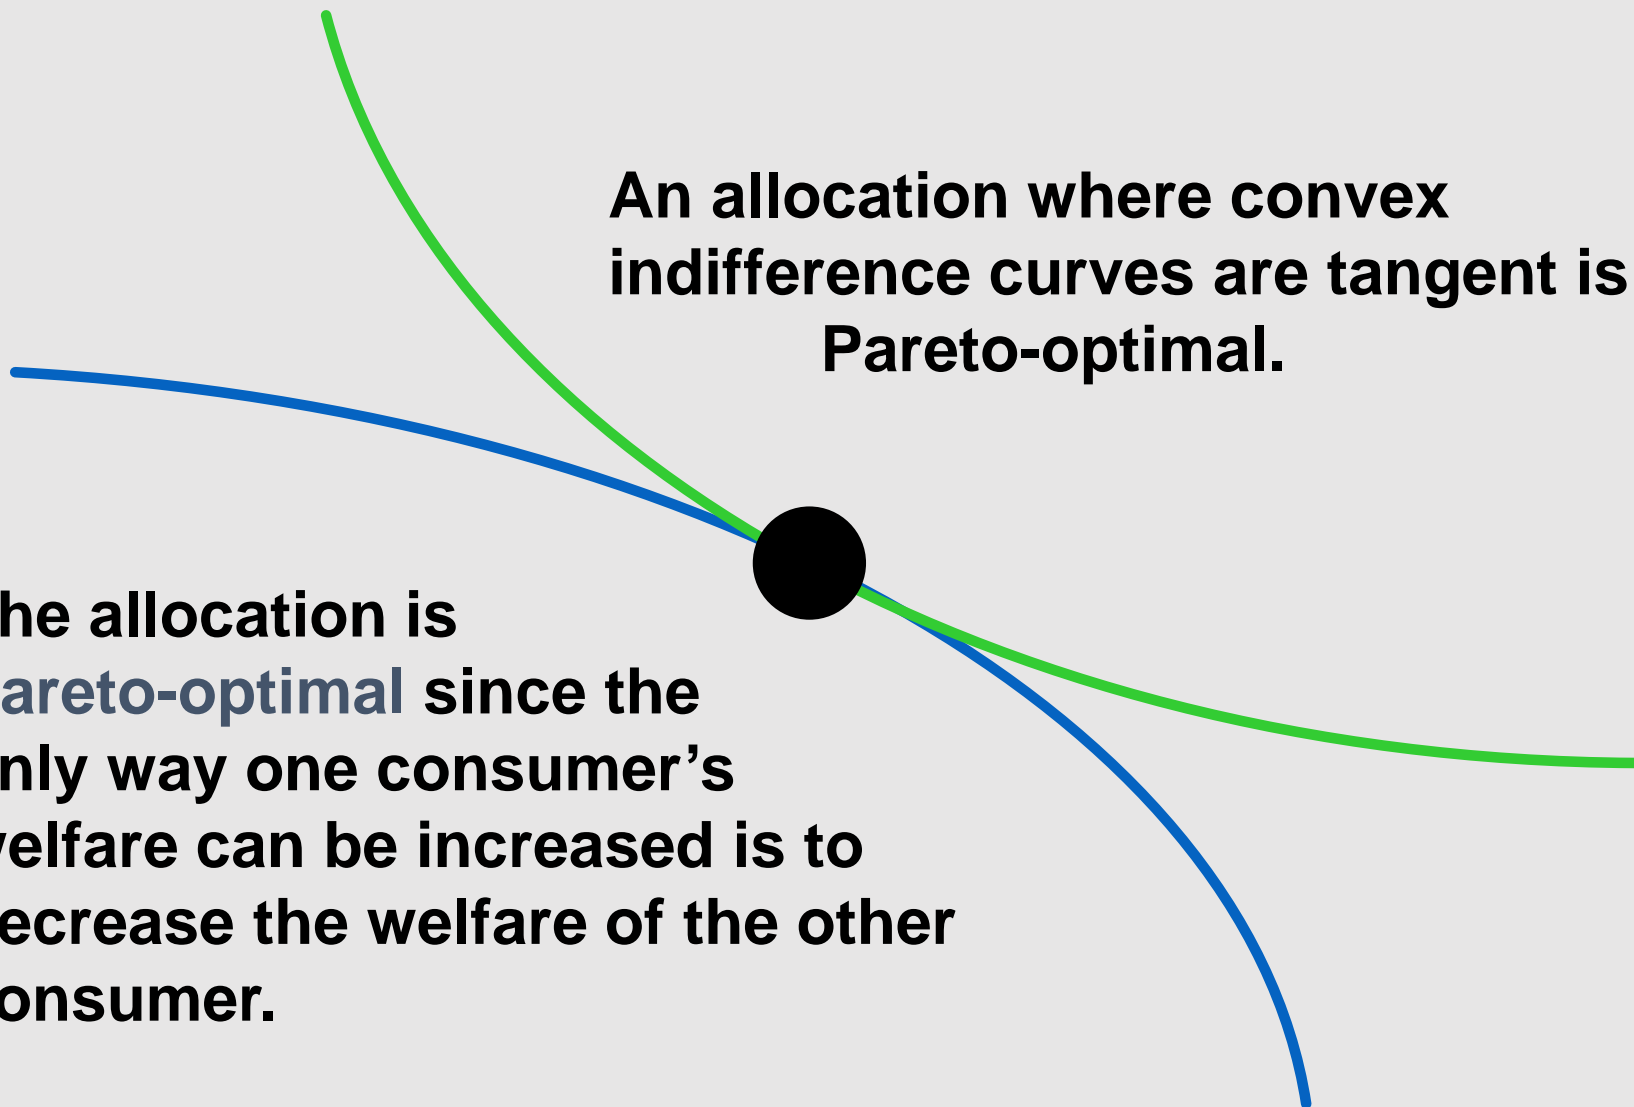 An allocation where convex
indifference curves are tangent is
Pareto-optimal.
he allocation is
areto-optimal since the
nly way one consumer’s
elfare can be increased is to
ecrease the welfare of the other
onsumer.